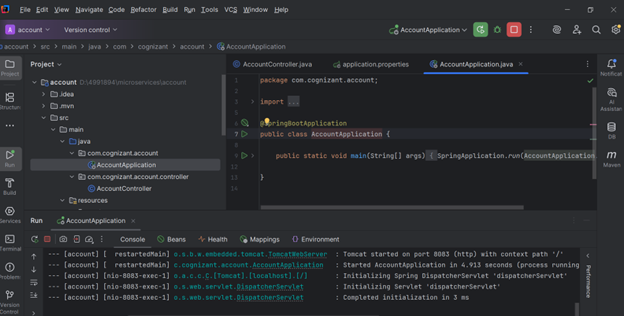 File Edit View Navigate Code Refactor Build Run Tools VCS Window Help
A account Version control AccountApplication
account src main java com cognizant account AccountApplication
Project
AccountController.java application.properties AccountApplication.java
Project
Structur
Run
Build
Services
Terminal
Problem
Version
Control
account D:\4991894\microservices\account
.idea
.mvn
src
main
java
com.cognizant.account
AccountApplication
com.cognizant.account.controller
AccountController
resources
1 package com.cognizant.account;
2
3 import ...
5
6 @SpringBootApplication
7 public class AccountApplication {
8
9 public static void main(String[] args) { SpringApplication.run(AccountApplication.
12
13 }
14
Notificat
AI
Assister
DB
Maven
Run AccountApplication
Console Beans Health Mappings Environment
--- [account] [ restartedMain] o.s.b.w.embedded.tomcat.TomcatWebServer : Tomcat started on port 8083 (http) with context path '/'
--- [account] [ restartedMain] c.cognizant.account.AccountApplication : Started AccountApplication in 4.913 seconds (process running
--- [account] [nio-8083-exec-1] o.a.c.c.C.[Tomcat].[localhost].[/] : Initializing Spring DispatcherServlet 'dispatcherServlet'
--- [account] [nio-8083-exec-1] o.s.web.servlet.DispatcherServlet : Initializing Servlet 'dispatcherServlet'
--- [account] [nio-8083-exec-1] o.s.web.servlet.DispatcherServlet : Completed initialization in 3 ms
Performance